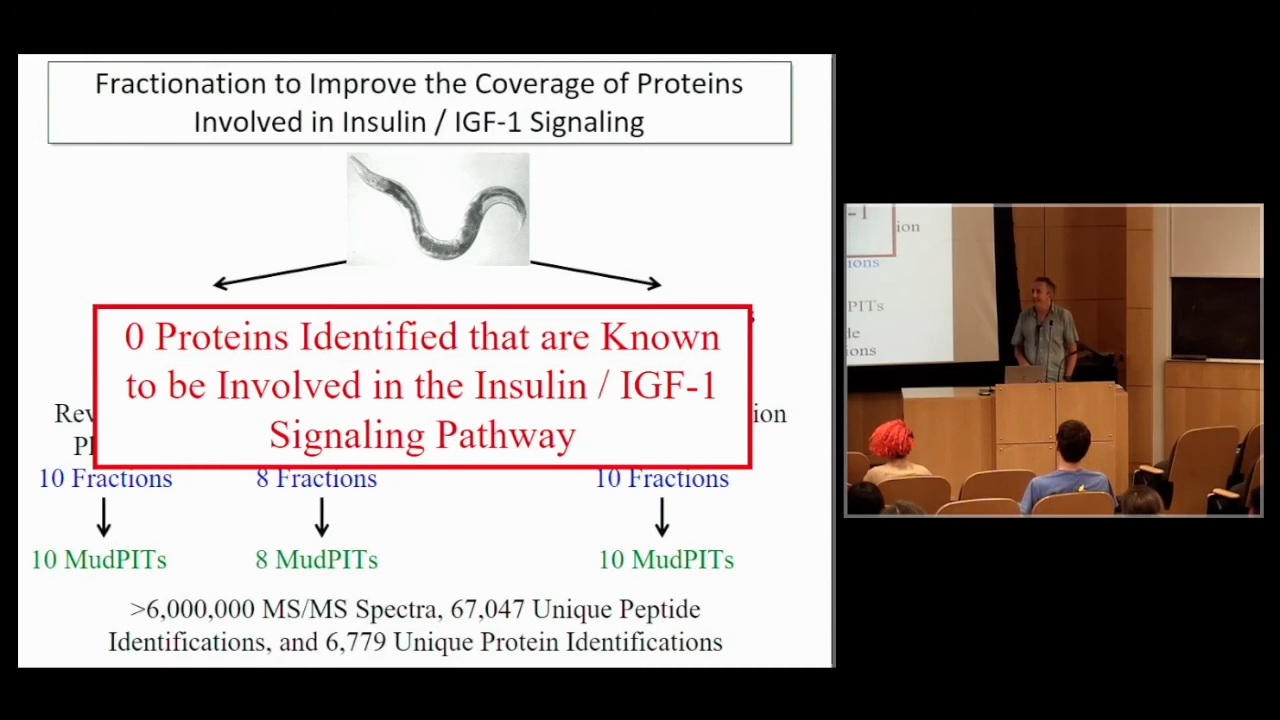 Fractionation to Improve the Coverage of Proteins
Involved in Insulin / IGF-1 Signaling
0 Proteins Identified that are Known
to be Involved in the Insulin / IGF-1
Signaling Pathway
10 Fractions 8 Fractions 10 Fractions
10 MudPITs 8 MudPITs 10 MudPITs
>6,000,000 MS/MS Spectra, 67,047 Unique Peptide
Identifications, and 6,779 Unique Protein Identifications